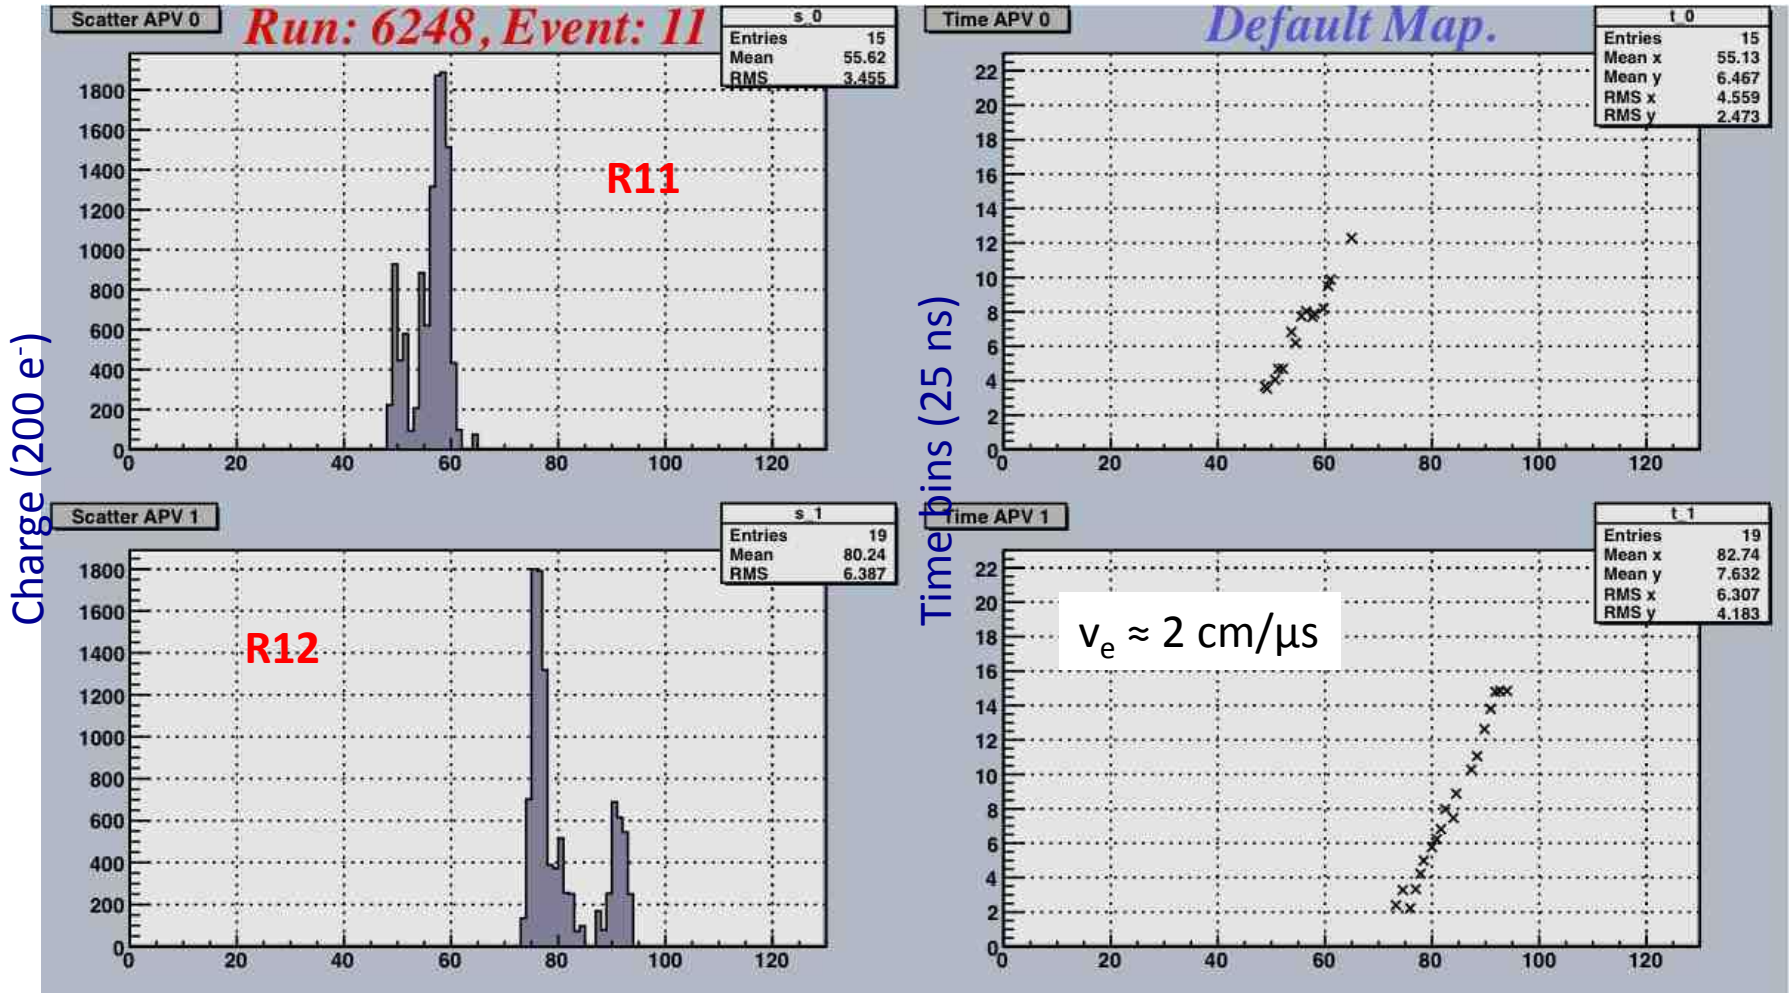 Scatter APV 0
Run: 6248, Event: 11
s_0
Entries 15
Mean 55.62
RMS 3.455
1800
1600
1400
1200
1000
800
600
400
200
0
0 20 40 60 80 100 120
R11
Time APV 0
Default Map.
t_0
Entries 15
Mean x 55.13
Mean y 6.467
RMS x 4.559
RMS y 2.473
22
20
18
16
14
12
10
8
6
4
2
0
0 20 40 60 80 100 120
Charge (200 e-)
Time bins (25 ns)
Scatter APV 1
s_1
Entries 19
Mean 80.24
RMS 6.387
1800
1600
1400
1200
1000
800
600
400
200
0
0 20 40 60 80 100 120
R12
Time APV 1
t_1
Entries 19
Mean x 82.74
Mean y 7.632
RMS x 6.307
RMS y 4.183
22
20
18
16
14
12
10
8
6
4
2
0
0 20 40 60 80 100 120
ve ≈ 2 cm/μs